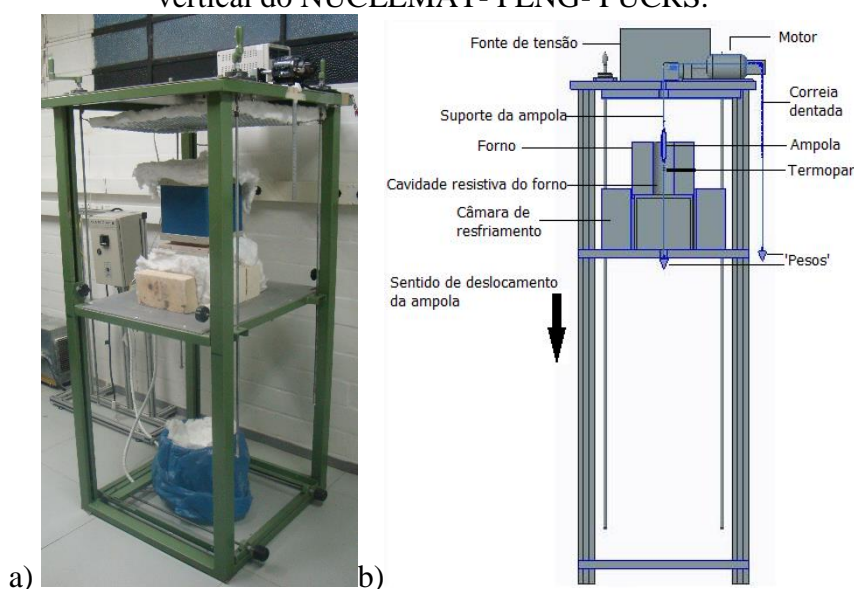 vertical do NUCLEMAT- FENG- PUCRS.
Fonte de tensão
Motor
Suporte da ampola
Correia
dentada
Forno
Ampola
Termopar
Cavidade resistiva do forno
Câmara de
resfriamento
'Pesos'
Sentido de deslocamento
da ampola
a)
b)